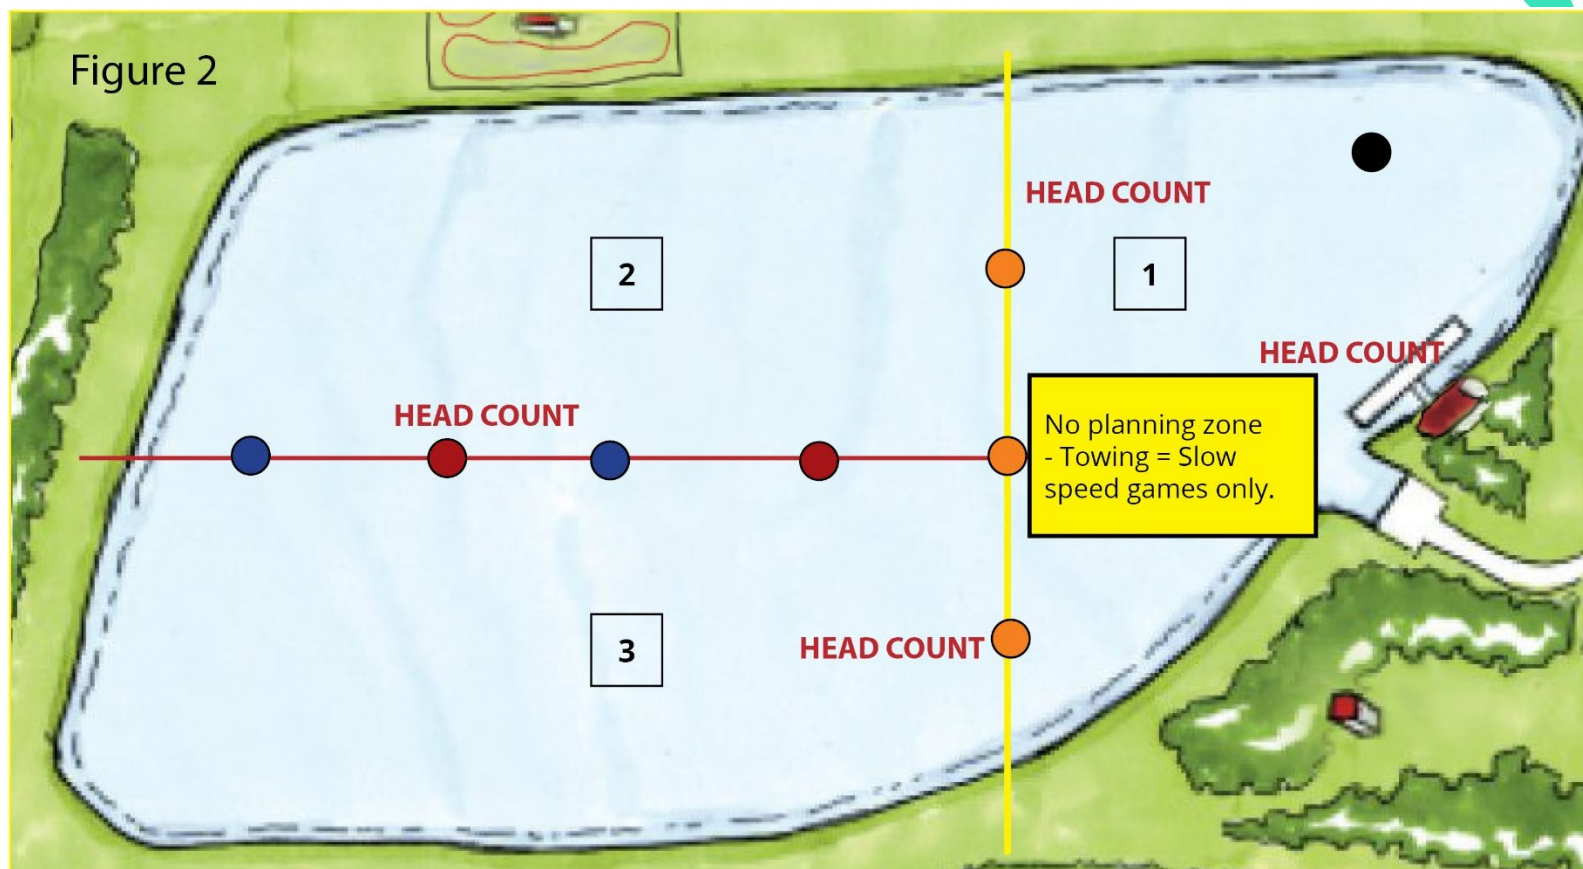 Figure 2
HEAD COUNT
2
1
HEAD COUNT
No planning zone
- Towing = Slow
speed games only.
HEAD COUNT
HEAD COUNT
3